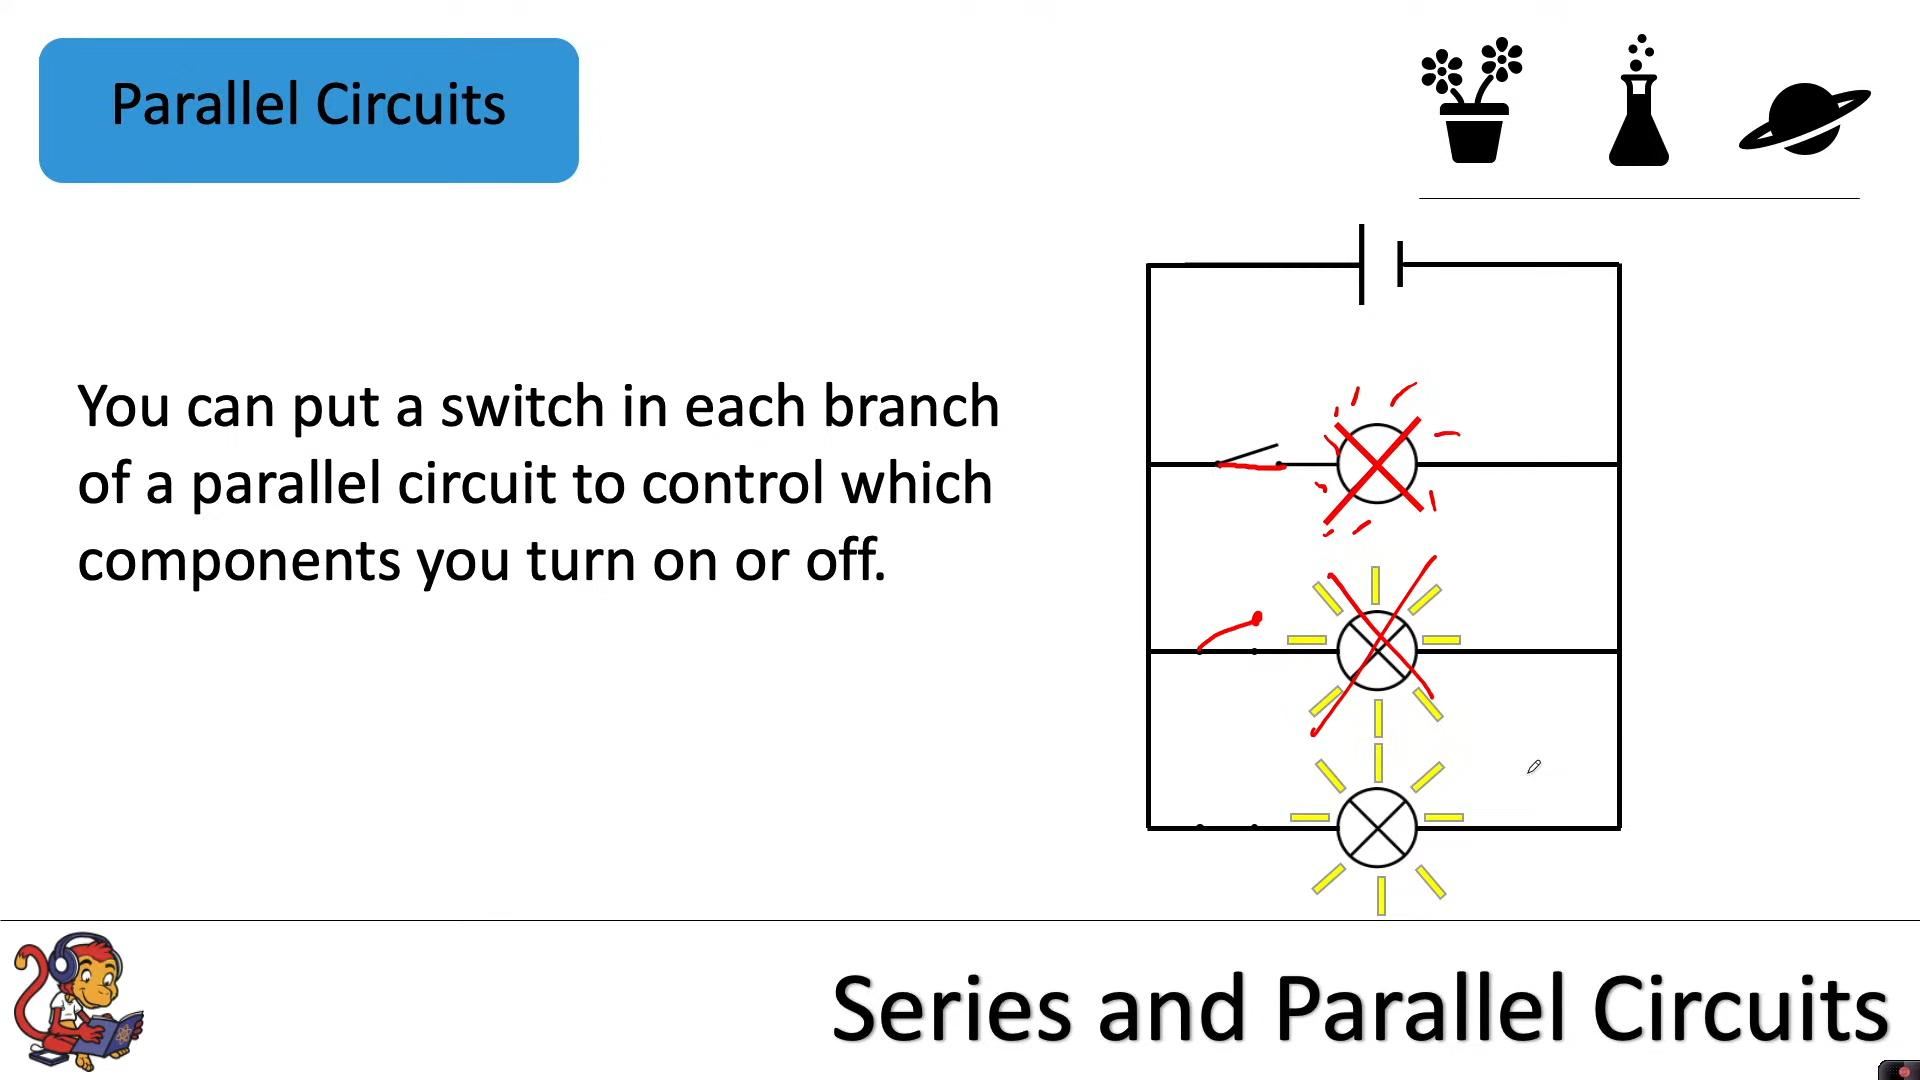 Parallel Circuits
You can put a switch in each branch
of a parallel circuit to control which
components you turn on or off.
Series and Parallel Circuits